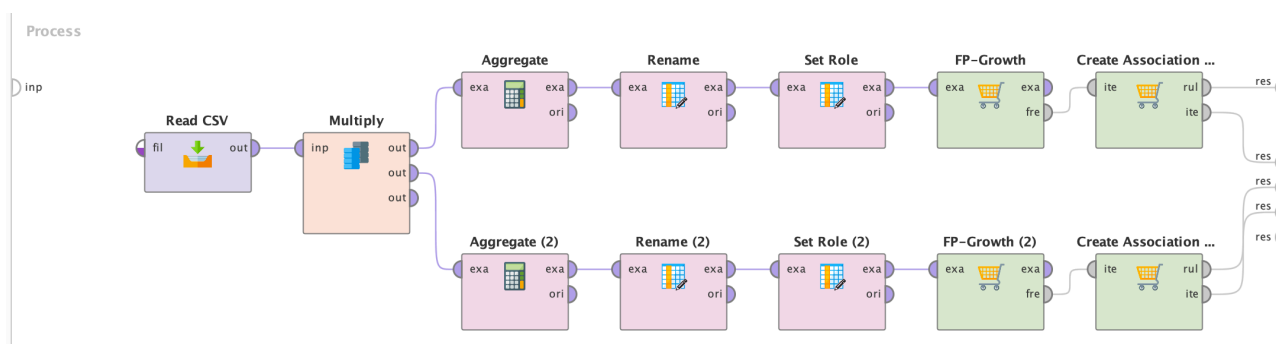 Process
inp
Read CSV
fil
out
Multiply
inp
out
out
out
Aggregate
exa
exa
ori
Rename
exa
exa
ori
Set Role
exa
exa
ori
FP-Growth
exa
exa
fre
Create Association ...
ite
rul
ite
res
res
res
res
res
Aggregate (2)
exa
exa
ori
Rename (2)
exa
exa
ori
Set Role (2)
exa
exa
ori
FP-Growth (2)
exa
exa
fre
Create Association ...
ite
rul
ite